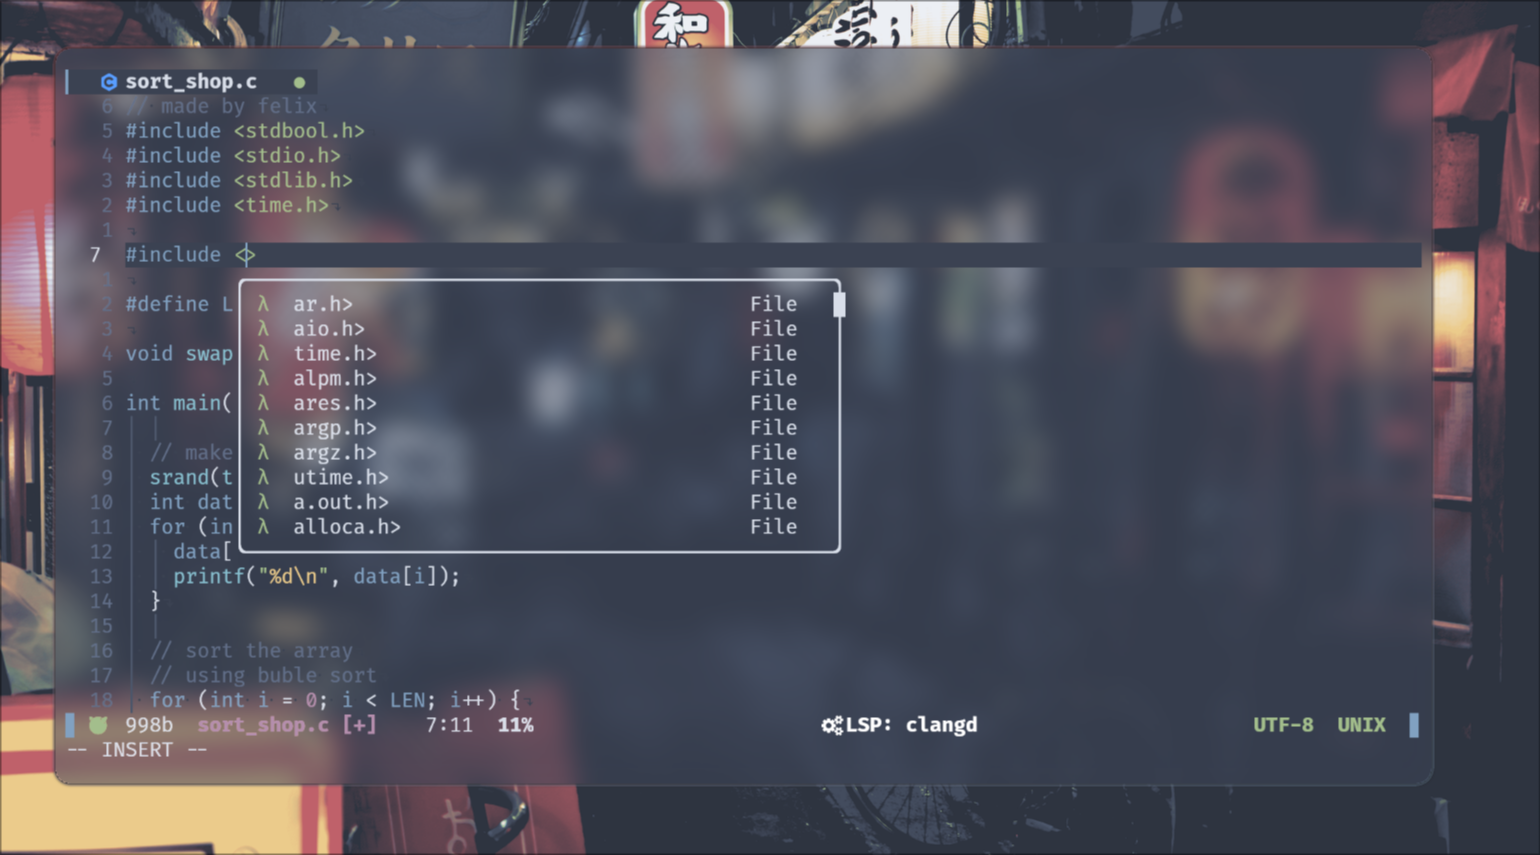 和
sort_shop.c
6 // made by felix
5 #include <stdbool.h>
4 #include <stdio.h>
3 #include <stdlib.h>
2 #include <time.h>
1
7 #include <>
1
2 #define L
3
4 void swap
5
6 int main(
7
8 // make
9 srand(t
10 int dat
11 for (in
12 data[
13 printf("%d\n", data[i]);
14 }
15
16 // sort the array
17 // using buble sort
18 for (int i = 0; i < LEN; i++) {
λ ar.h> File
λ aio.h> File
λ time.h> File
λ alpm.h> File
λ ares.h> File
λ argp.h> File
λ argz.h> File
λ utime.h> File
λ a.out.h> File
λ alloca.h> File
998b sort_shop.c [+] 7:11 11% LSP: clangd UTF-8 UNIX
-- INSERT --
お